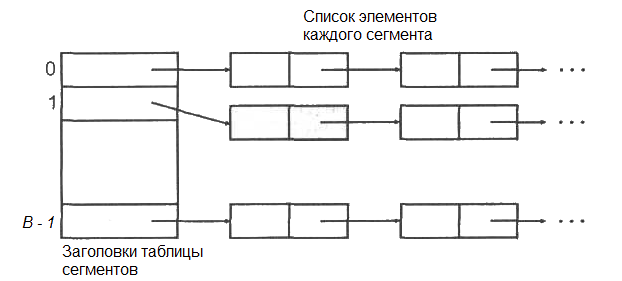 Список элементов
каждого сегмента
0
1
B - 1
Заголовки таблицы
сегментов